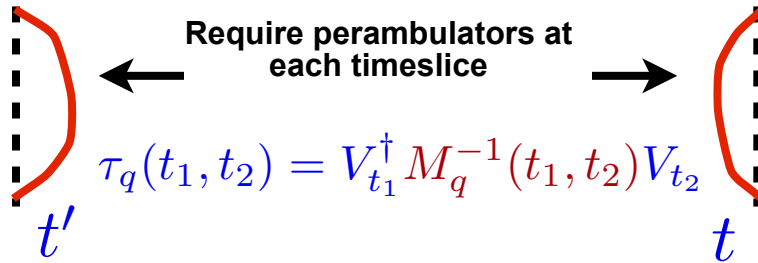 Require perambulators at
each timeslice
τ_q(t_1, t_2) = V_{t_1}^† M_q^{-1}(t_1, t_2) V_{t_2}
t′ t